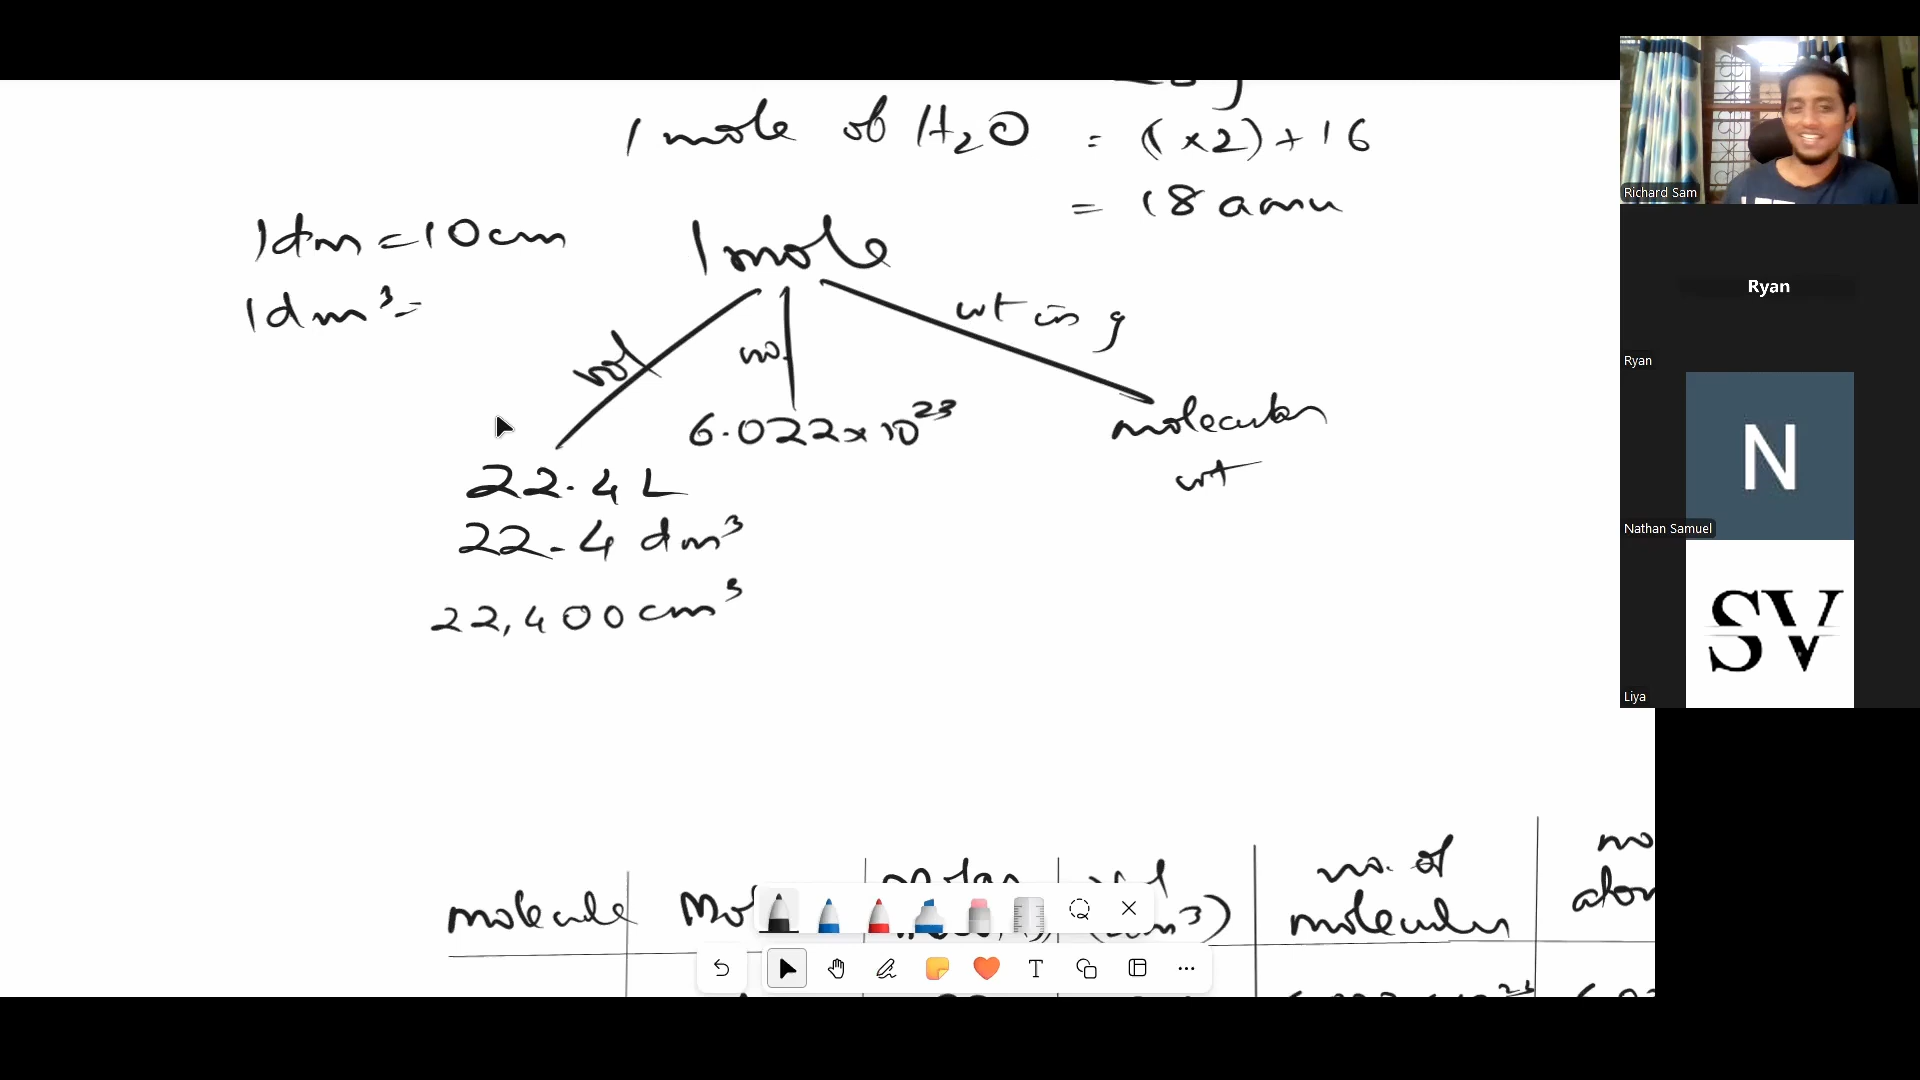 1 mole of H₂O = (1×2)+16
= 18 amu
1dm = 10cm
1dm³ =
1 mole
vol
no.
wt in g
22.4 L
22.4 dm³
22,400 cm³
6.022 × 10²³
molecular
wt
molecule
no. of
molecules
no
atom
Richard Sam
Ryan
Ryan
N
Nathan Samuel
SV
Liya
T